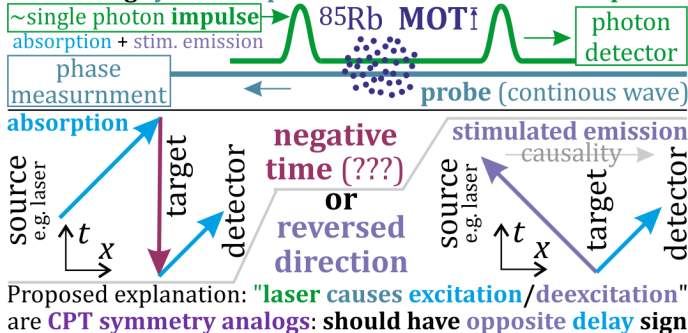 ~single photon impulse
absorption + stim. emission
⁸⁵Rb MOT
photon
detector
phase
measurnment
probe (continous wave)
absorption
source
e.g. laser
target
detector
t
x
negative
time (???)
or
reversed
direction
stimulated emission
causality
source
e.g. laser
target
detector
t
x
Proposed explanation: "laser causes excitation/deexcitation"
are CPT symmetry analogs: should have opposite delay sign